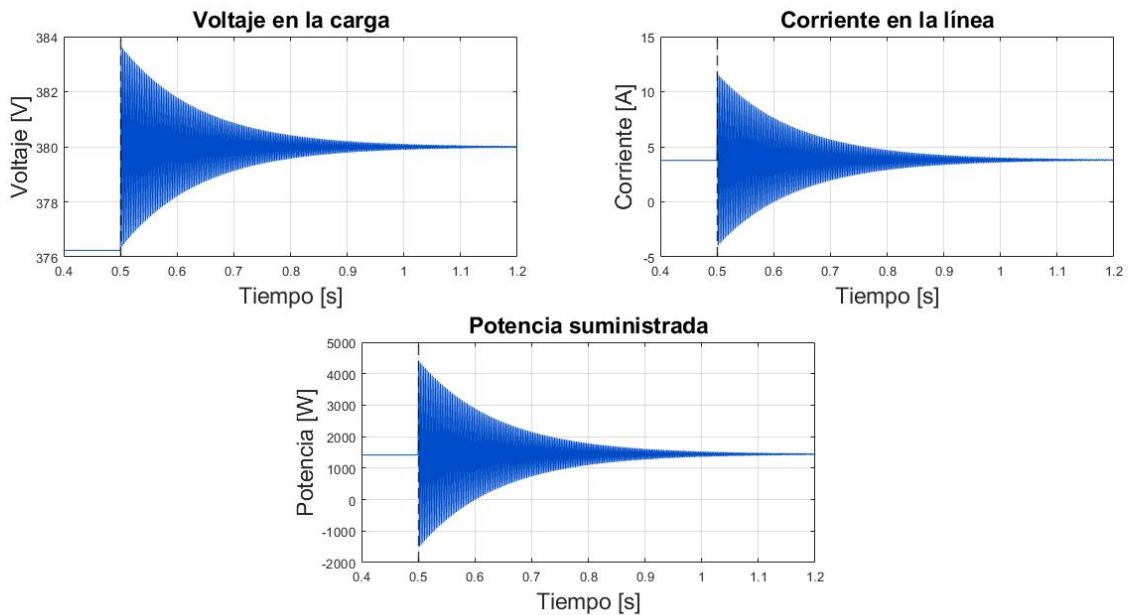 Voltaje en la carga
384
382
380
378
376
Voltaje [V]
0.4 0.5 0.6 0.7 0.8 0.9 1 1.1 1.2
Tiempo [s]
Corriente en la línea
15
10
5
0
-5
Corriente [A]
0.4 0.5 0.6 0.7 0.8 0.9 1 1.1 1.2
Tiempo [s]
Potencia suministrada
5000
4000
3000
2000
1000
0
-1000
-2000
Potencia [W]
0.4 0.5 0.6 0.7 0.8 0.9 1 1.1 1.2
Tiempo [s]